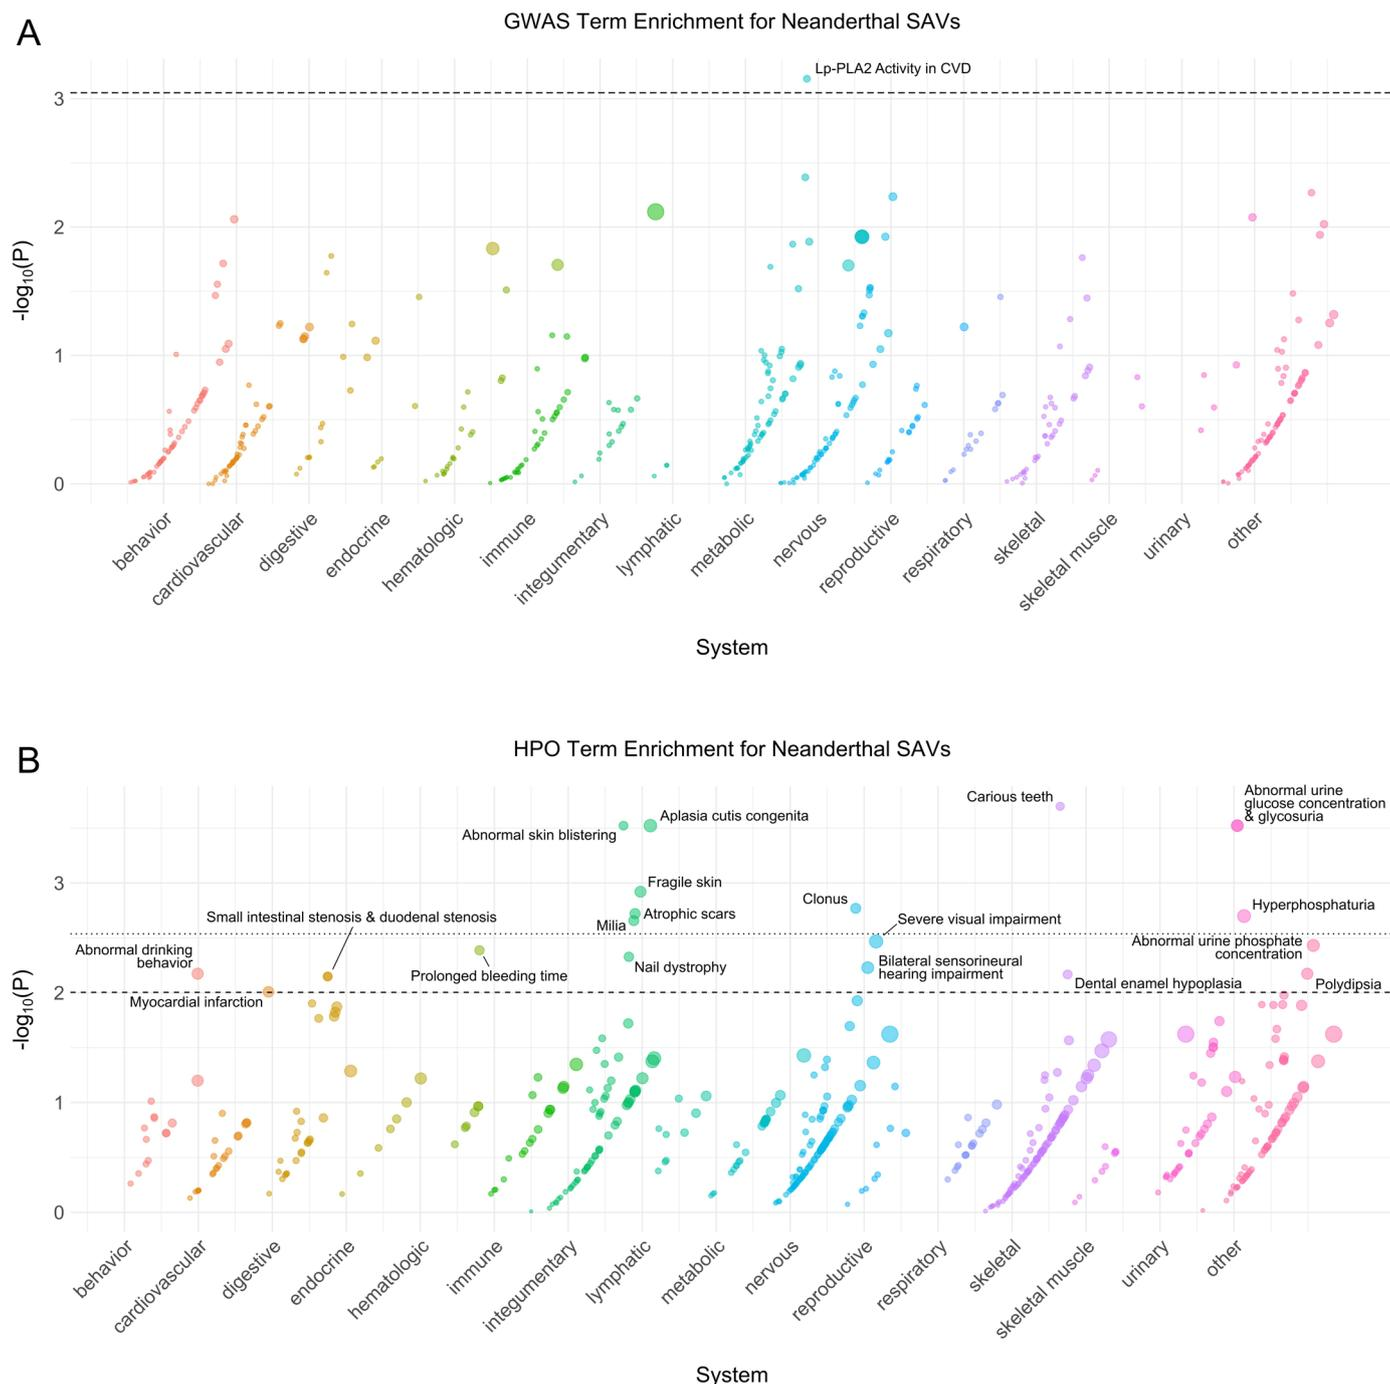 A
GWAS Term Enrichment for Neanderthal SAVs
Lp-PLA2 Activity in CVD
3
2
1
0
-log10(P)
behavior
cardiovascular
digestive
endocrine
hematologic
immune
integumentary
lymphatic
metabolic
nervous
reproductive
respiratory
skeletal
skeletal muscle
urinary
other
System
B
HPO Term Enrichment for Neanderthal SAVs
Carious teeth
Abnormal urine
glucose concentration
& glycosuria
Aplasia cutis congenita
Abnormal skin blistering
Fragile skin
Clonus
Hyperphosphaturia
Atrophic scars
Small intestinal stenosis & duodenal stenosis
Milia
Severe visual impairment
Abnormal drinking
behavior
Abnormal urine phosphate
concentration
Prolonged bleeding time
Nail dystrophy
Bilateral sensorineural
hearing impairment
Dental enamel hypoplasia
Polydipsia
Myocardial infarction
3
2
1
0
-log10(P)
behavior
cardiovascular
digestive
endocrine
hematologic
immune
integumentary
lymphatic
metabolic
nervous
reproductive
respiratory
skeletal
skeletal muscle
urinary
other
System